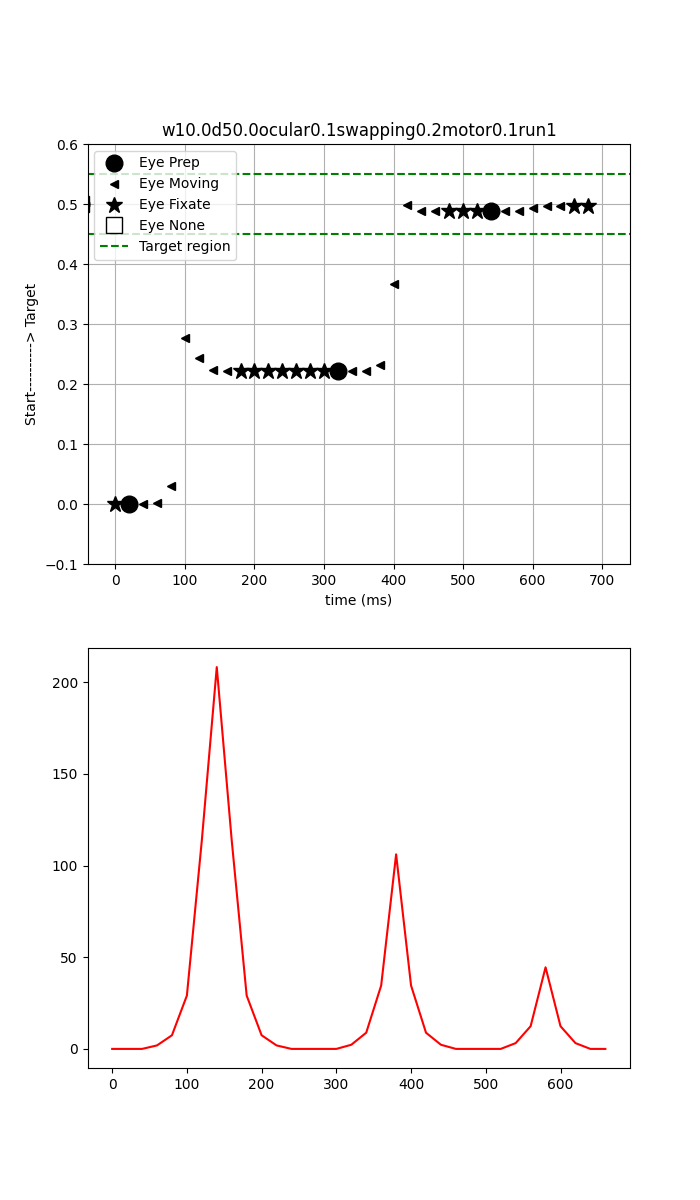 w10.0d50.0ocular0.1swapping0.2motor0.1run1
Eye Prep
Eye Moving
Eye Fixate
Eye None
Target region
0.6
0.5
0.4
0.3
0.2
0.1
0.0
−0.1
Start----------> Target
0 100 200 300 400 500 600 700
time (ms)
200
150
100
50
0
0 100 200 300 400 500 600